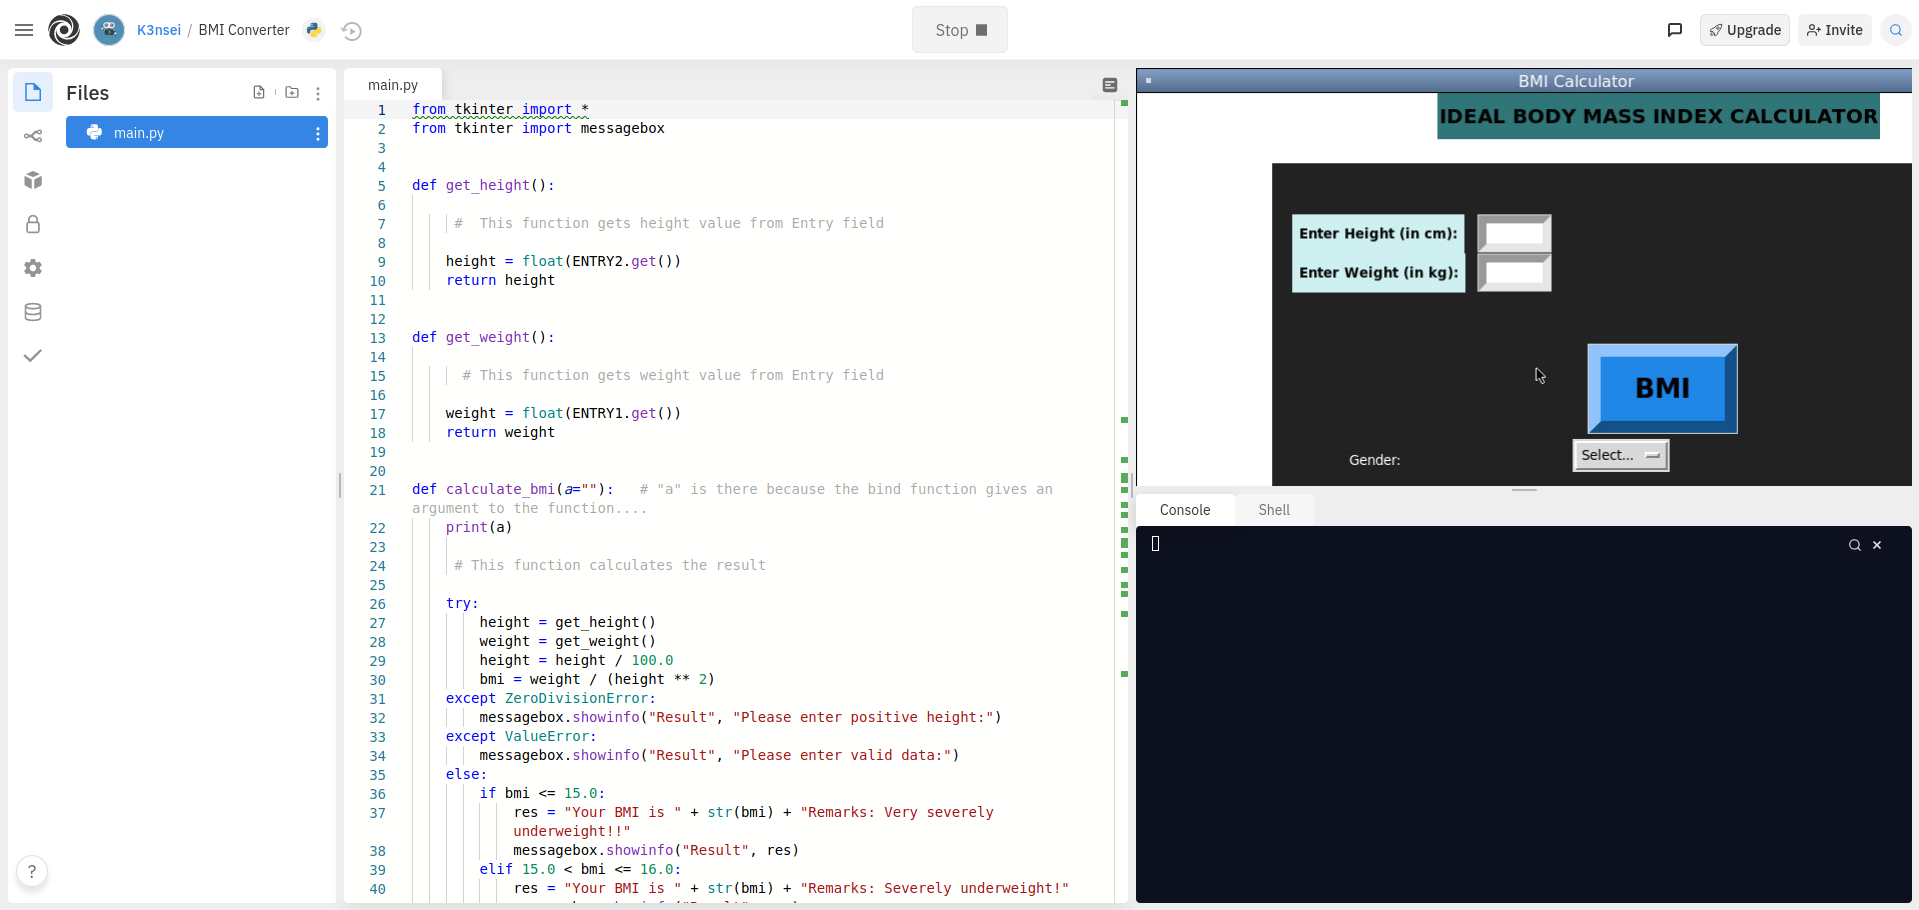 K3nsei / BMI Converter
Stop
Upgrade
Invite
Files
main.py
?
main.py
1 from tkinter import *
2 from tkinter import messagebox
3
4
5 def get_height():
6
7 #  This function gets height value from Entry field
8
9 height = float(ENTRY2.get())
10 return height
11
12
13 def get_weight():
14
15 # This function gets weight value from Entry field
16
17 weight = float(ENTRY1.get())
18 return weight
19
20
21 def calculate_bmi(a=""):   # "a" is there because the bind function gives an
argument to the function....
22 print(a)
23
24 # This function calculates the result
25
26 try:
27 height = get_height()
28 weight = get_weight()
29 height = height / 100.0
30 bmi = weight / (height ** 2)
31 except ZeroDivisionError:
32 messagebox.showinfo("Result", "Please enter positive height:")
33 except ValueError:
34 messagebox.showinfo("Result", "Please enter valid data:")
35 else:
36 if bmi <= 15.0:
37 res = "Your BMI is " + str(bmi) + "Remarks: Very severely
underweight!!"
38 messagebox.showinfo("Result", res)
39 elif 15.0 < bmi <= 16.0:
40 res = "Your BMI is " + str(bmi) + "Remarks: Severely underweight!"
BMI Calculator
IDEAL BODY MASS INDEX CALCULATOR
Enter Height (in cm):
Enter Weight (in kg):
BMI
Gender:
Select...
Console
Shell